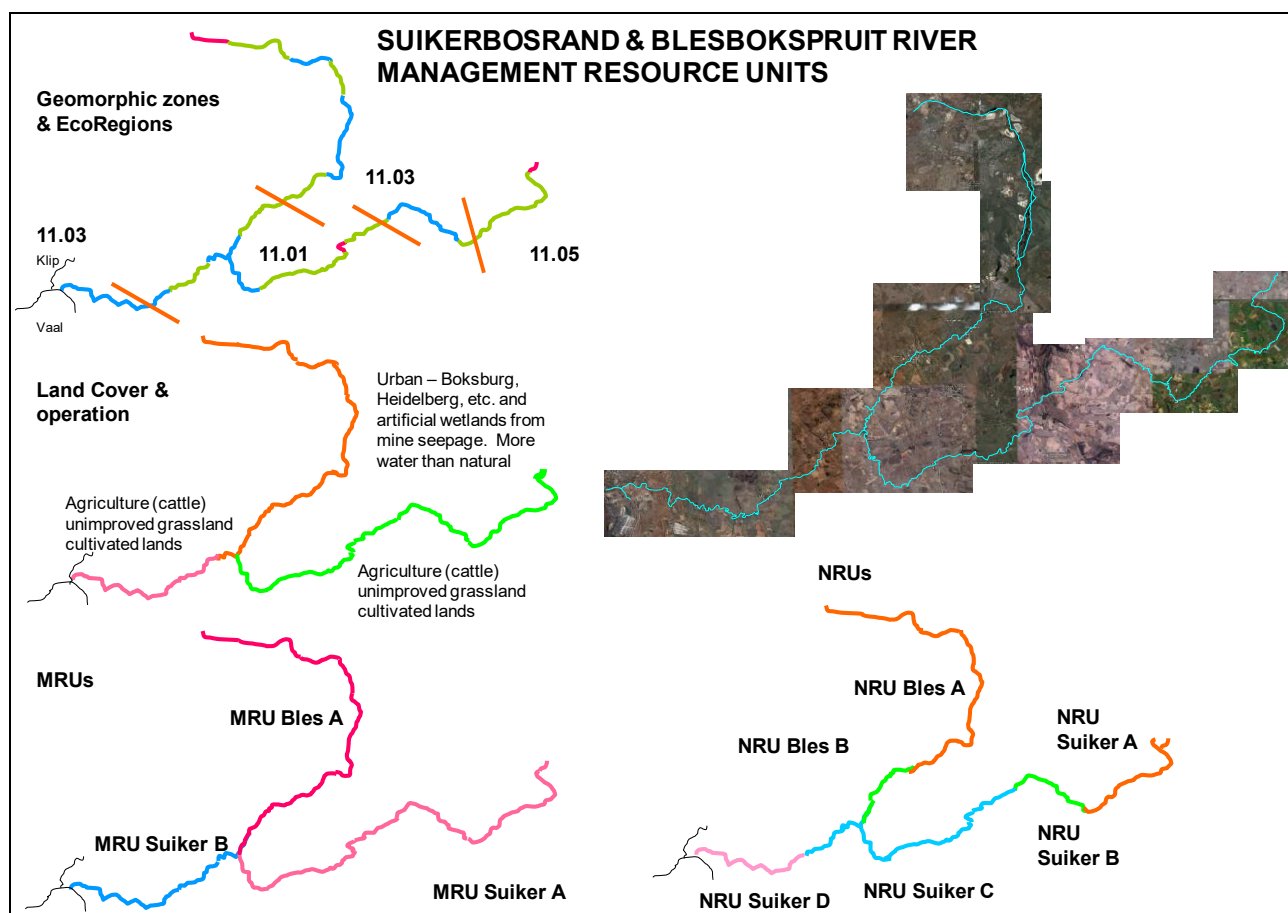 SUIKERBOSRAND & BLESBOKSPRUIT RIVER
MANAGEMENT RESOURCE UNITS
Geomorphic zones
& EcoRegions
11.03
11.03
Klip
11.01
11.05
Vaal
Land Cover &
operation
Urban – Boksburg,
Heidelberg, etc. and
artificial wetlands from
mine seepage. More
water than natural
Agriculture (cattle)
unimproved grassland
cultivated lands
Agriculture (cattle)
unimproved grassland
cultivated lands
MRUs
MRU Bles A
MRU Suiker B
MRU Suiker A
NRUs
NRU Bles A
NRU Bles B
NRU
Suiker A
NRU
Suiker B
NRU Suiker D
NRU Suiker C